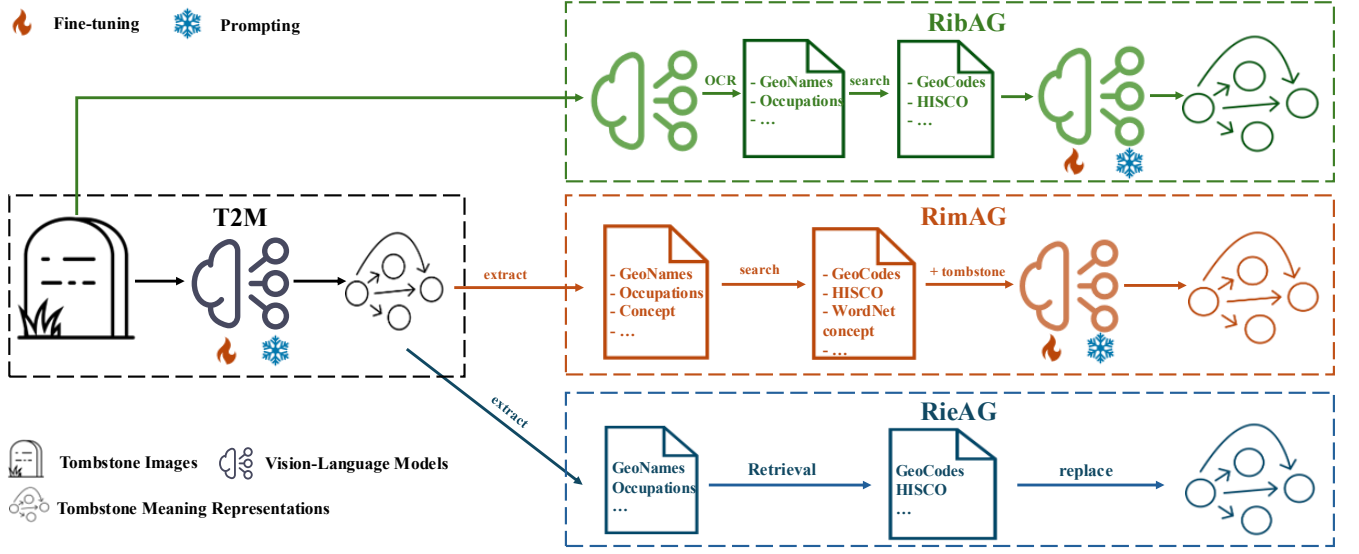 Fine-tuning
Prompting
RibAG
OCR
- GeoNames
- Occupations
- ...
search
- GeoCodes
- HISCO
- ...
T2M
extract
RimAG
- GeoNames
- Occupations
- Concept
- ...
search
- GeoCodes
- HISCO
- WordNet
concept
- ...
+ tombstone
extract
RieAG
GeoNames
Occupations
...
Retrieval
GeoCodes
HISCO
...
replace
Tombstone Images
Vision-Language Models
Tombstone Meaning Representations